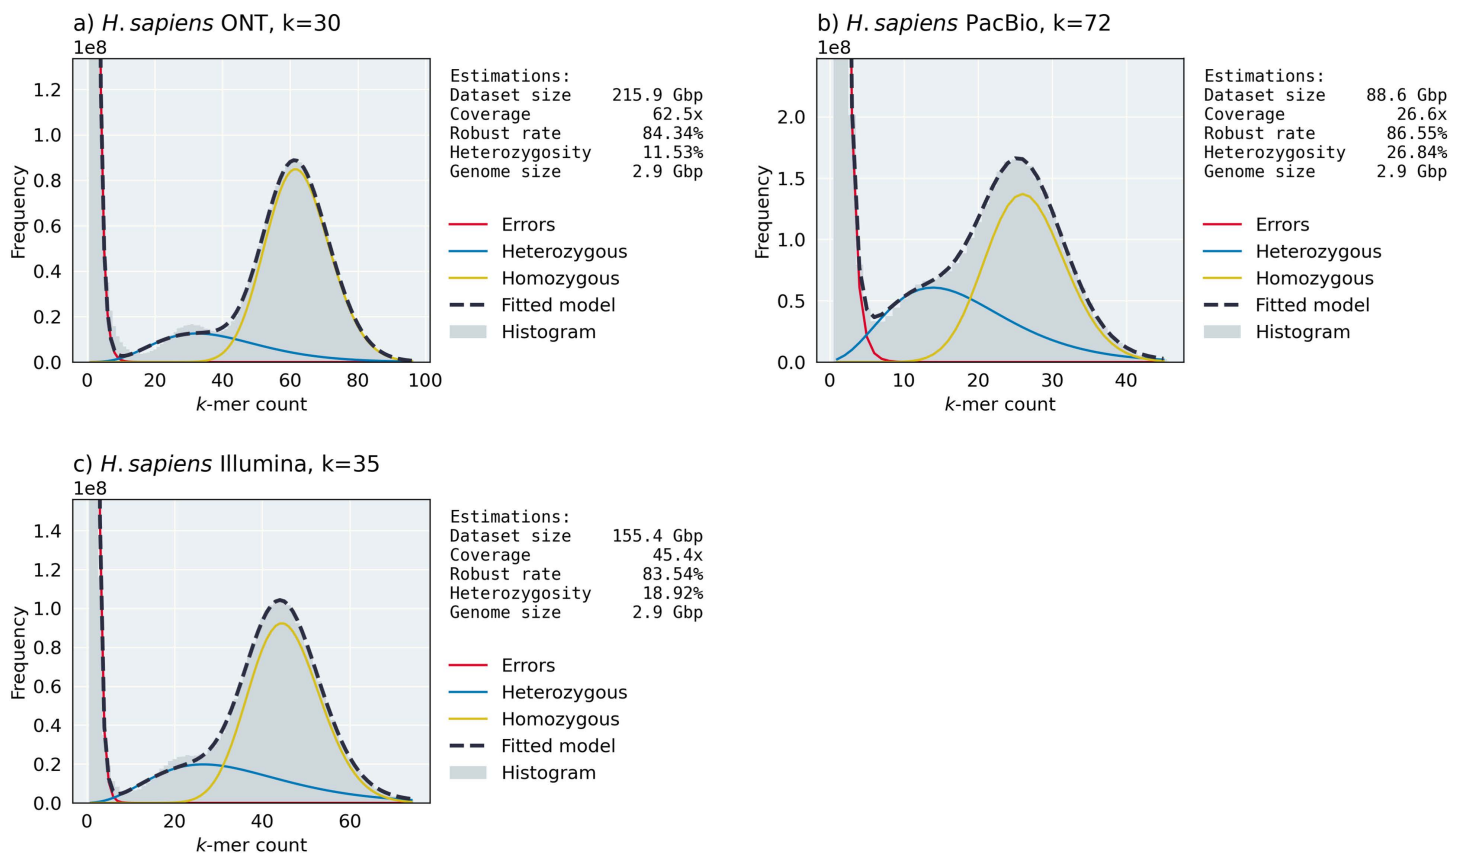 a) H. sapiens ONT, k=30
1e8
1.2
1.0
0.8
0.6
0.4
0.2
0.0
Frequency
0 20 40 60 80 100
k-mer count
Estimations:
Dataset size 215.9 Gbp
Coverage 62.5x
Robust rate 84.34%
Heterozygosity 11.53%
Genome size 2.9 Gbp
Errors
Heterozygous
Homozygous
Fitted model
Histogram
b) H. sapiens PacBio, k=72
1e8
2.0
1.5
1.0
0.5
0.0
Frequency
0 10 20 30 40
k-mer count
Estimations:
Dataset size 88.6 Gbp
Coverage 26.6x
Robust rate 86.55%
Heterozygosity 26.84%
Genome size 2.9 Gbp
Errors
Heterozygous
Homozygous
Fitted model
Histogram
c) H. sapiens Illumina, k=35
1e8
1.4
1.2
1.0
0.8
0.6
0.4
0.2
0.0
Frequency
0 20 40 60
k-mer count
Estimations:
Dataset size 155.4 Gbp
Coverage 45.4x
Robust rate 83.54%
Heterozygosity 18.92%
Genome size 2.9 Gbp
Errors
Heterozygous
Homozygous
Fitted model
Histogram